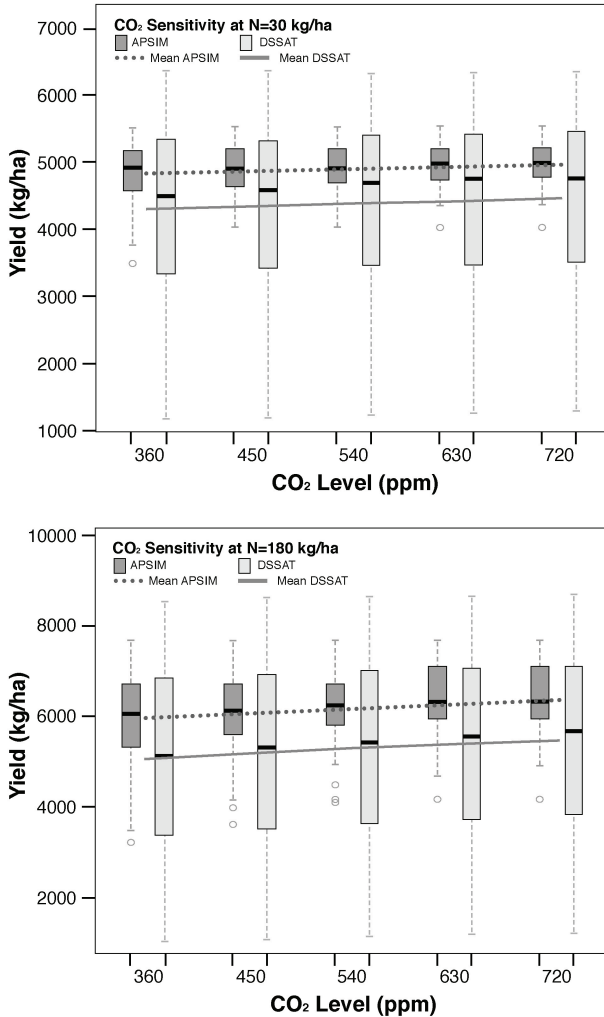 CO₂ Sensitivity at N=30 kg/ha
APSIM DSSAT
Mean APSIM Mean DSSAT
7000
6000
5000
4000
3000
2000
1000
Yield (kg/ha)
360 450 540 630 720
CO₂ Level (ppm)
CO₂ Sensitivity at N=180 kg/ha
APSIM DSSAT
Mean APSIM Mean DSSAT
10000
8000
6000
4000
2000
Yield (kg/ha)
360 450 540 630 720
CO₂ Level (ppm)